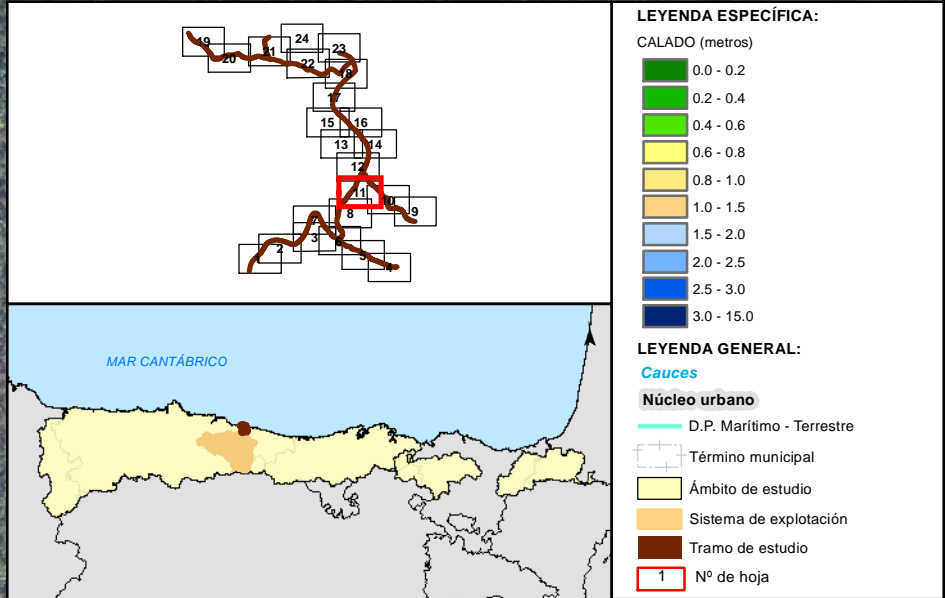 19
20
21
24
22
23
18
17
15
16
13
14
12
11
10
9
8
7
3
6
2
1
5
4
MAR CANTÁBRICO
LEYENDA ESPECÍFICA:
CALADO (metros)
0.0 - 0.2
0.2 - 0.4
0.4 - 0.6
0.6 - 0.8
0.8 - 1.0
1.0 - 1.5
1.5 - 2.0
2.0 - 2.5
2.5 - 3.0
3.0 - 15.0
LEYENDA GENERAL:
Cauces
Núcleo urbano
D.P. Marítimo - Terrestre
Término municipal
Ámbito de estudio
Sistema de explotación
Tramo de estudio
1 Nº de hoja